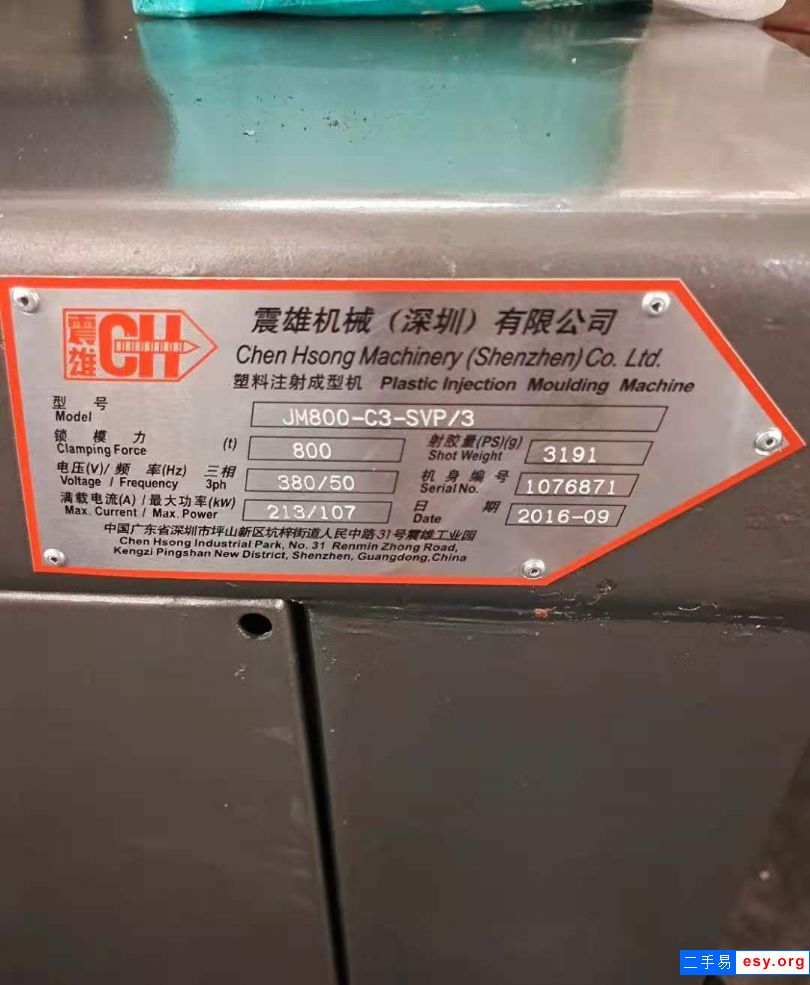 震雄 CH
震雄机械（深圳）有限公司
Chen Hsong Machinery (Shenzhen) Co. Ltd.
塑料注射成型机 Plastic Injection Moulding Machine
型号 JM800-C3-SVP/3
Model
锁模力 (t) 800 射胶量(PS)(g) 3191
Clamping Force Shot Weight
电压(V)/频率(Hz) 三相 380/50 机身编号 1076871
Voltage / Frequency 3ph Serial No.
满载电流(A)/最大功率(kW) 213/107 日期 2016-09
Max. Current / Max. Power Date
中国广东省深圳市坪山新区坑梓街道人民中路31号震雄工业园
Chen Hsong Industrial Park, No. 31 Renmin Zhong Road,
Kengzi Pingshan New District, Shenzhen, Guangdong, China
二手易 esy.org